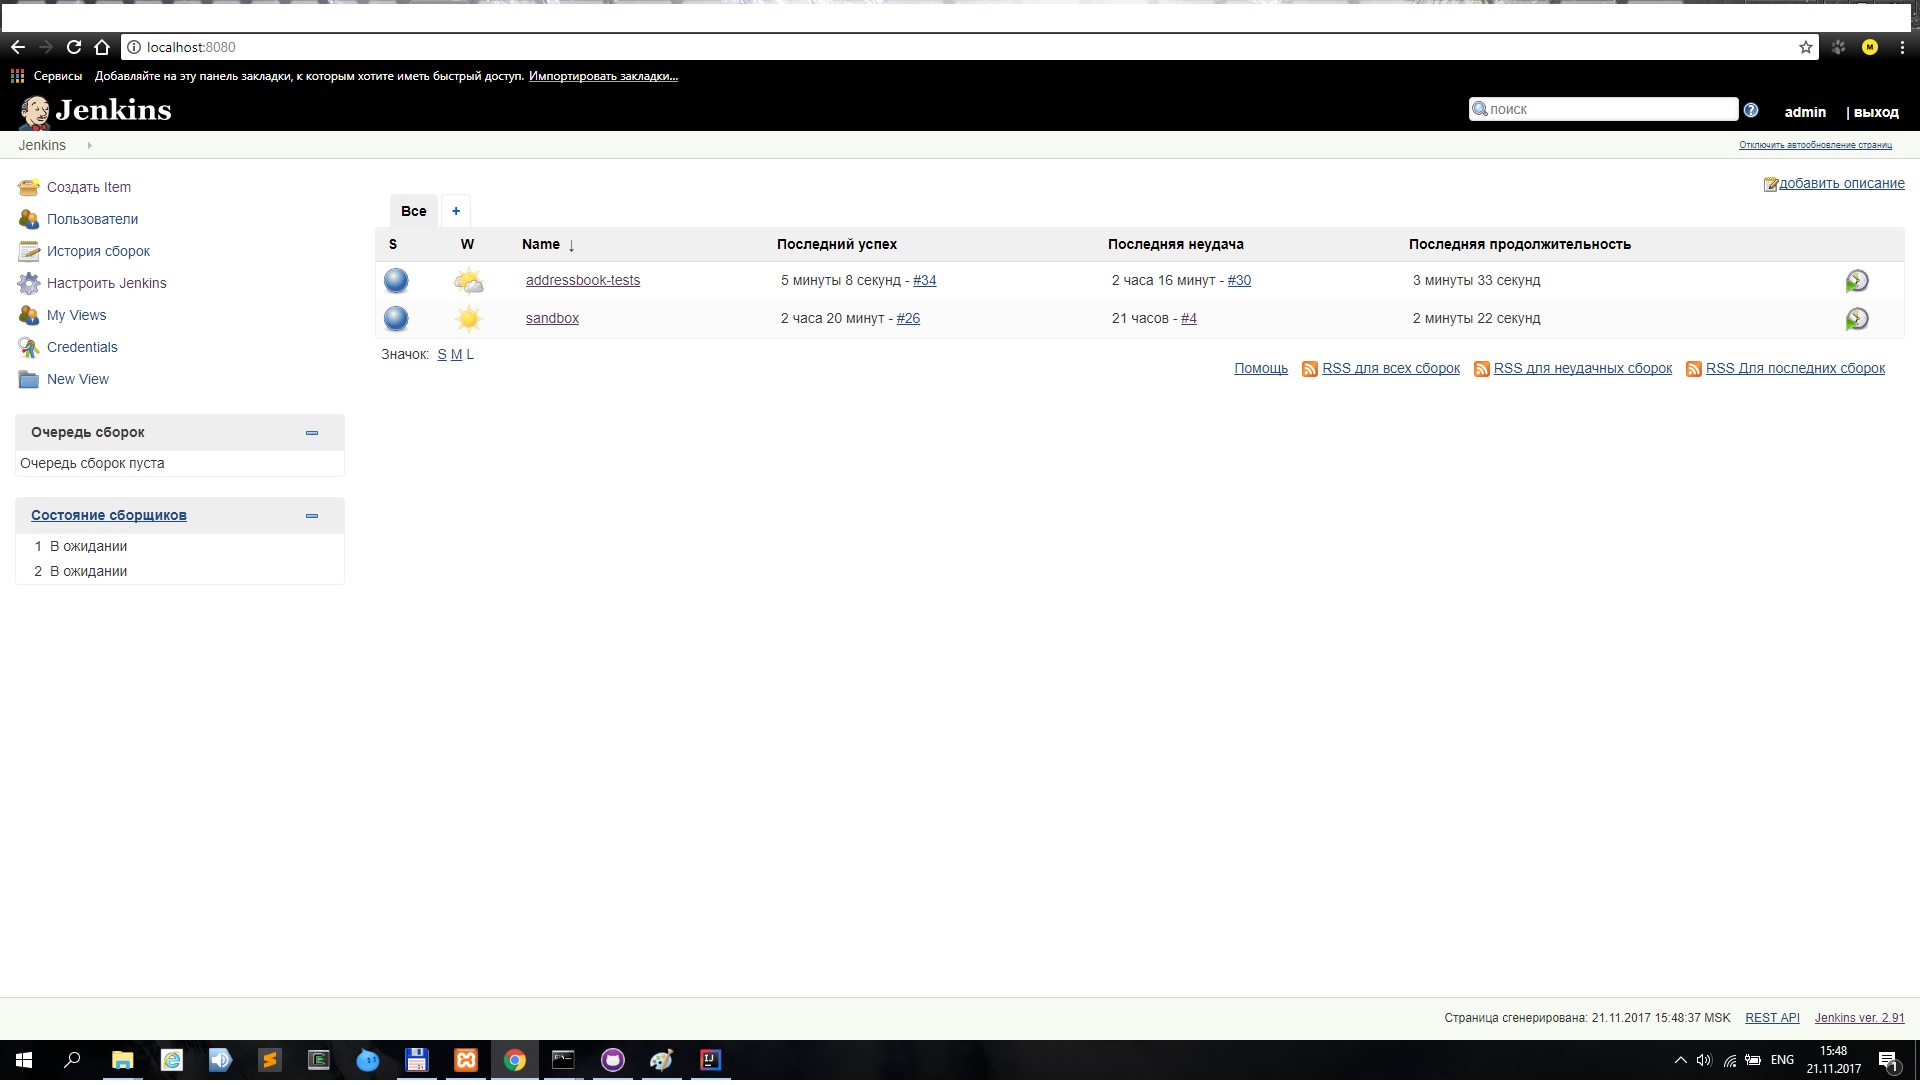 localhost:8080
M
Сервисы Добавляйте на эту панель закладки, к которым хотите иметь быстрый доступ. Импортировать закладки...
Jenkins
поиск
?
admin
| выход
Jenkins
Отключить автообновление страниц
Создать Item
Пользователи
История сборок
Настроить Jenkins
My Views
Credentials
New View
Очередь сборок
Очередь сборок пуста
Состояние сборщиков
1 В ожидании
2 В ожидании
добавить описание
Все +
S W Name ↓ Последний успех Последняя неудача Последняя продолжительность
addressbook-tests 5 минуты 8 секунд - #34 2 часа 16 минут - #30 3 минуты 33 секунд
sandbox 2 часа 20 минут - #26 21 часов - #4 2 минуты 22 секунд
Значок: S M L
Помощь RSS для всех сборок RSS для неудачных сборок RSS Для последних сборок
Страница сгенерирована: 21.11.2017 15:48:37 MSK REST API Jenkins ver. 2.91
ENG
15:48
21.11.2017
1